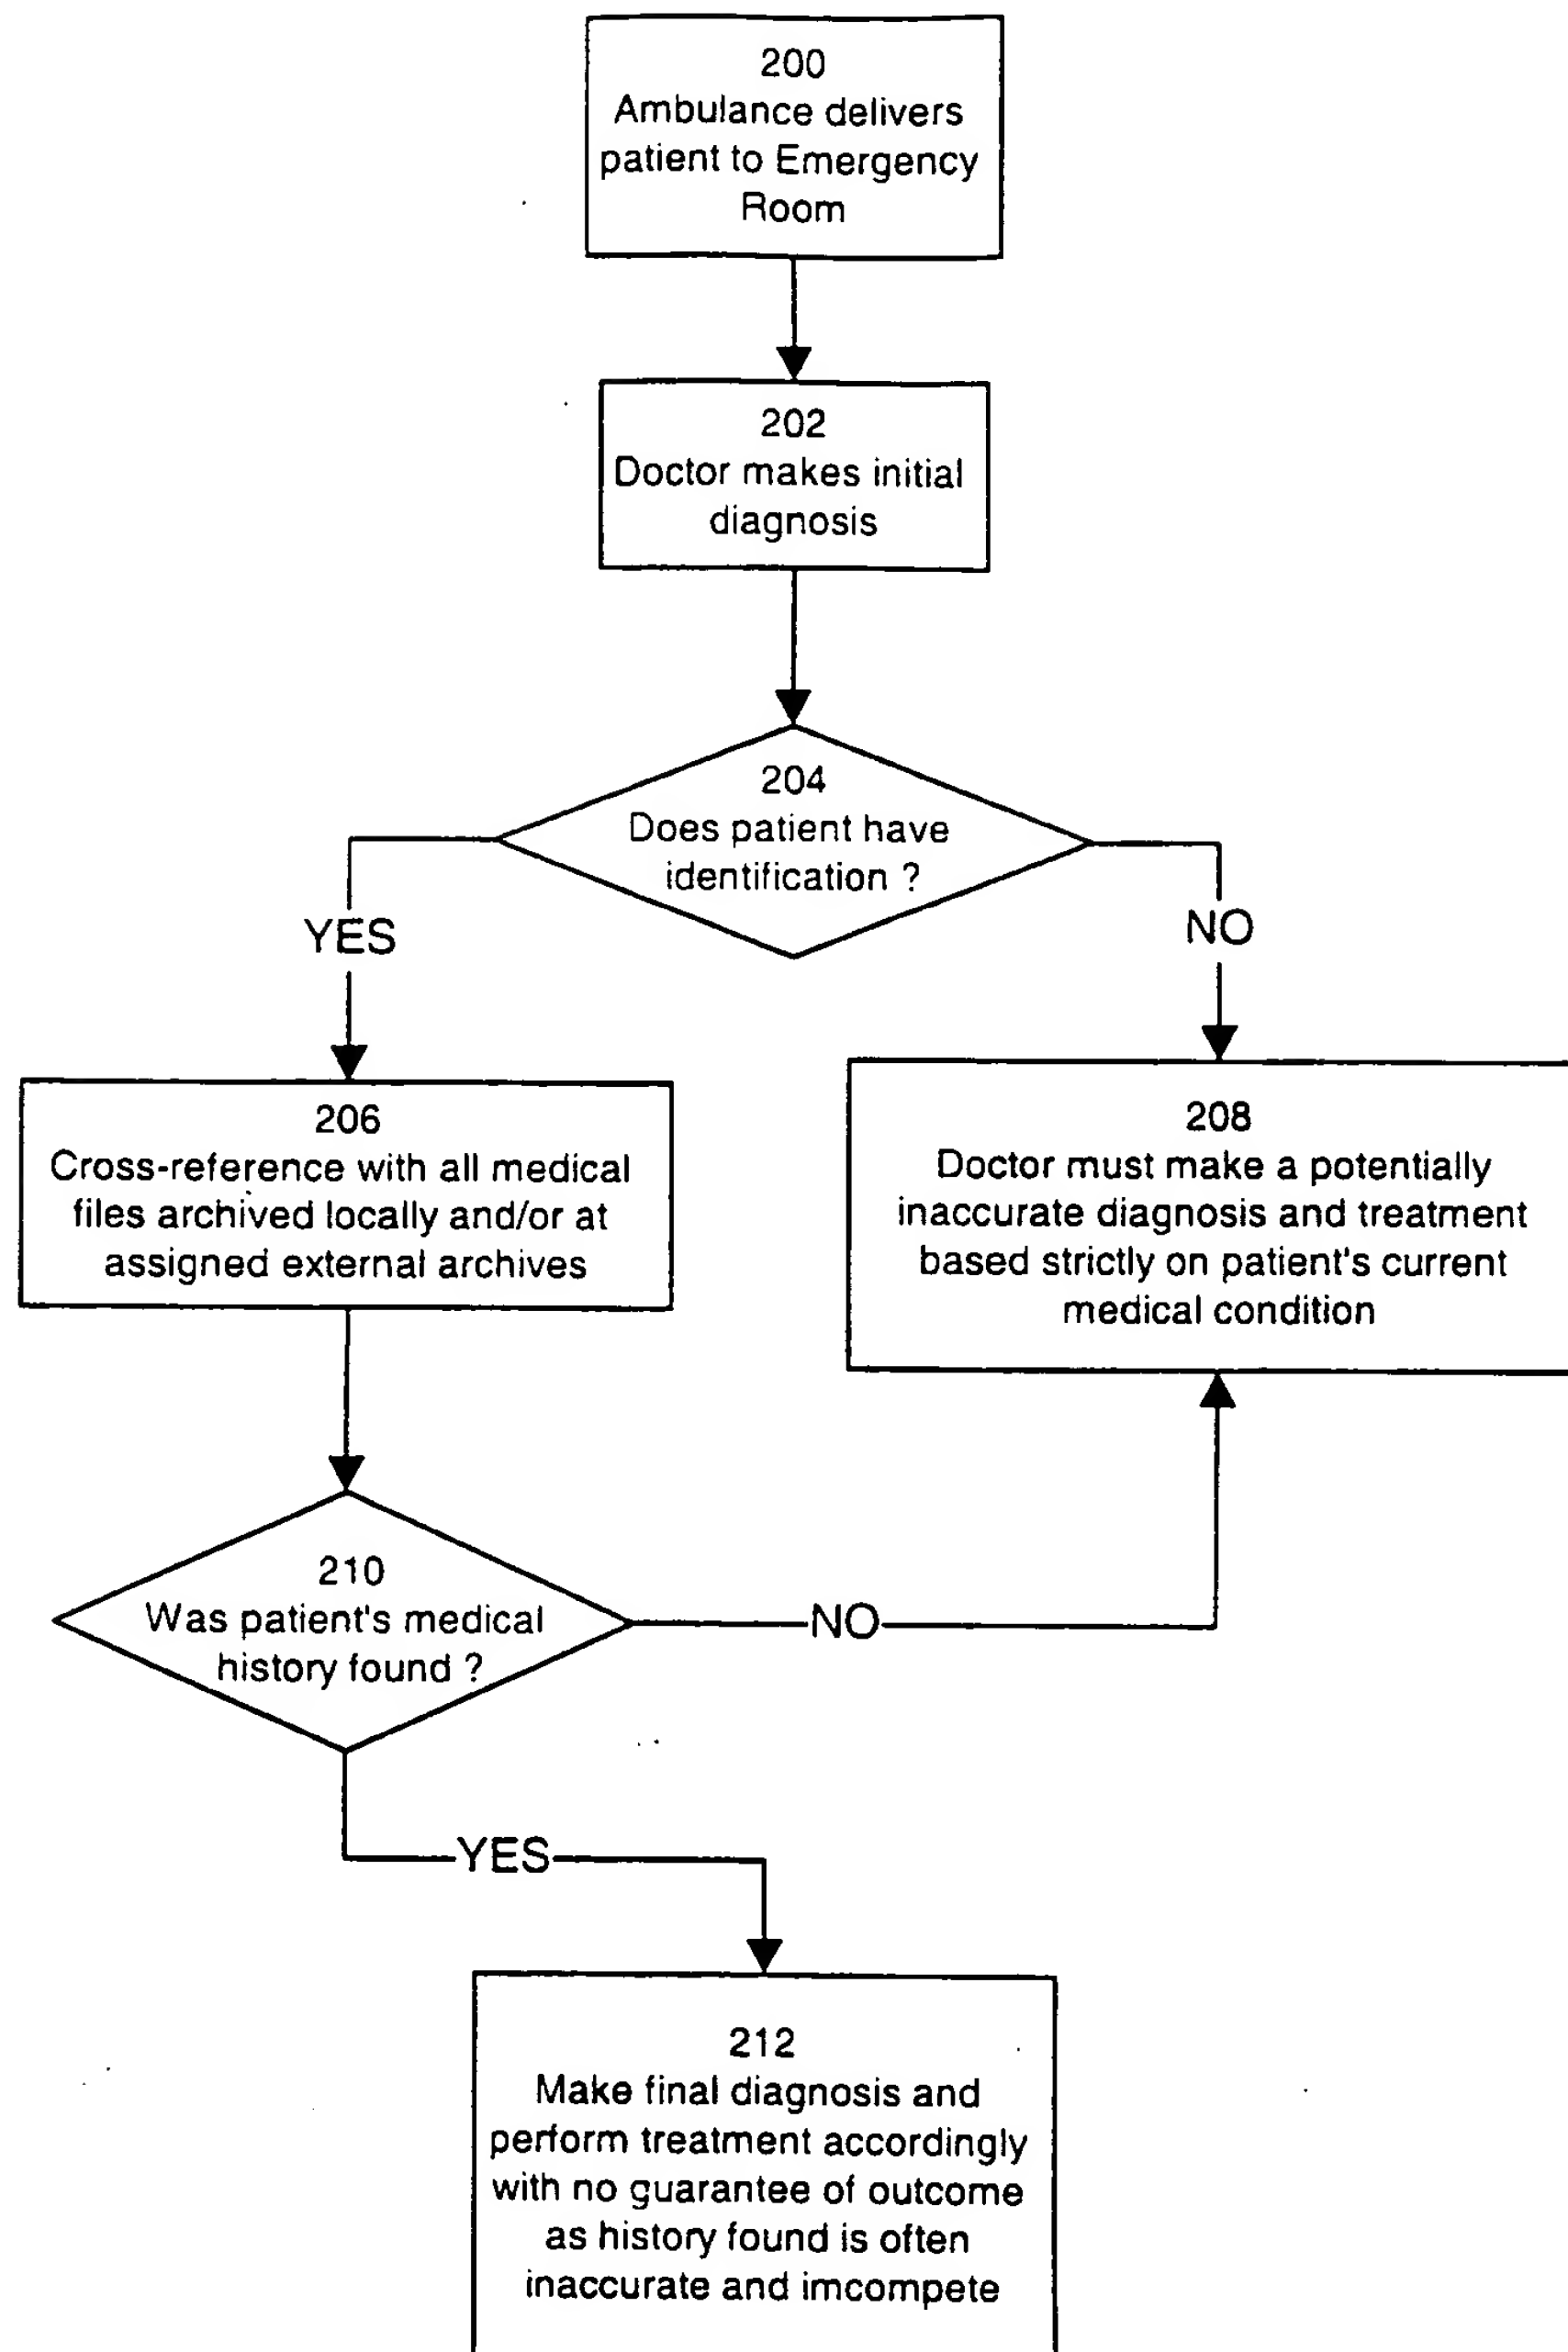 200
Ambulance delivers
patient to Emergency
Room
202
Doctor makes initial
diagnosis
204
Does patient have
identification ?
YES
NO
206
Cross-reference with all medical
files archived locally and/or at
assigned external archives
208
Doctor must make a potentially
inaccurate diagnosis and treatment
based strictly on patient's current
medical condition
210
Was patient's medical
history found ?
NO
YES
212
Make final diagnosis and
perform treatment accordingly
with no guarantee of outcome
as history found is often
inaccurate and imcompete